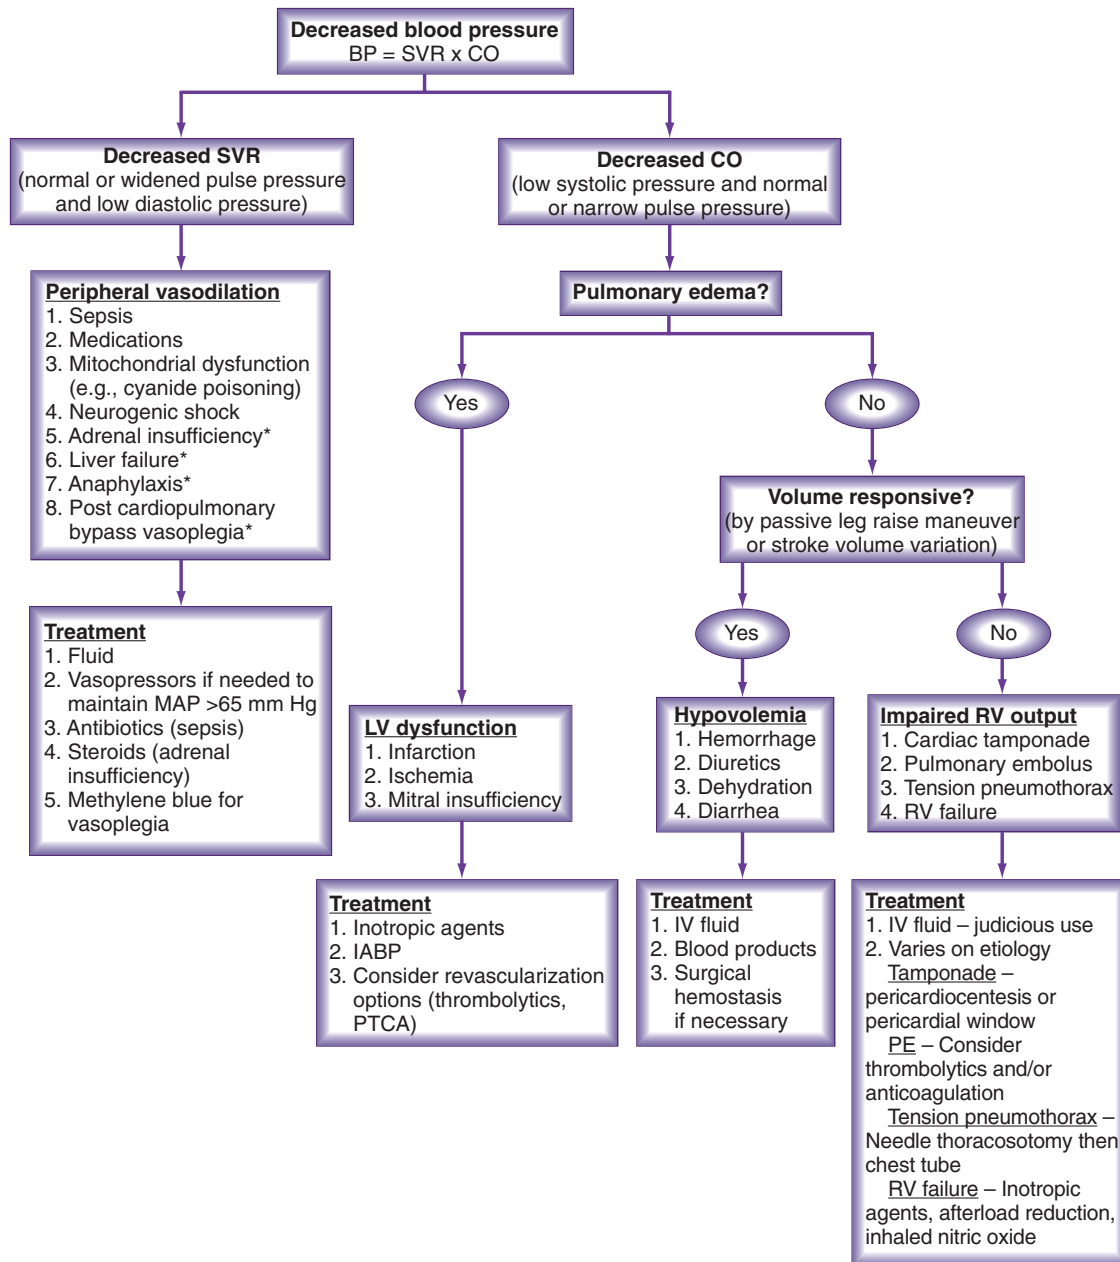 Decreased blood pressure
BP = SVR x CO
Decreased SVR
(normal or widened pulse pressure
and low diastolic pressure)
Decreased CO
(low systolic pressure and normal
or narrow pulse pressure)
Peripheral vasodilation
1. Sepsis
2. Medications
3. Mitochondrial dysfunction
(e.g., cyanide poisoning)
4. Neurogenic shock
5. Adrenal insufficiency*
6. Liver failure*
7. Anaphylaxis*
8. Post cardiopulmonary
bypass vasoplegia*
Pulmonary edema?
Yes
No
Volume responsive?
(by passive leg raise maneuver
or stroke volume variation)
Yes
No
Treatment
1. Fluid
2. Vasopressors if needed to
maintain MAP >65 mm Hg
3. Antibiotics (sepsis)
4. Steroids (adrenal
insufficiency)
5. Methylene blue for
vasoplegia
LV dysfunction
1. Infarction
2. Ischemia
3. Mitral insufficiency
Hypovolemia
1. Hemorrhage
2. Diuretics
3. Dehydration
4. Diarrhea
Impaired RV output
1. Cardiac tamponade
2. Pulmonary embolus
3. Tension pneumothorax
4. RV failure
Treatment
1. Inotropic agents
2. IABP
3. Consider revascularization
options (thrombolytics,
PTCA)
Treatment
1. IV fluid
2. Blood products
3. Surgical
hemostasis
if necessary
Treatment
1. IV fluid – judicious use
2. Varies on etiology
Tamponade –
pericardiocentesis or
pericardial window
PE – Consider
thrombolytics and/or
anticoagulation
Tension pneumothorax –
Needle thoracosotomy then
chest tube
RV failure – Inotropic
agents, afterload reduction,
inhaled nitric oxide